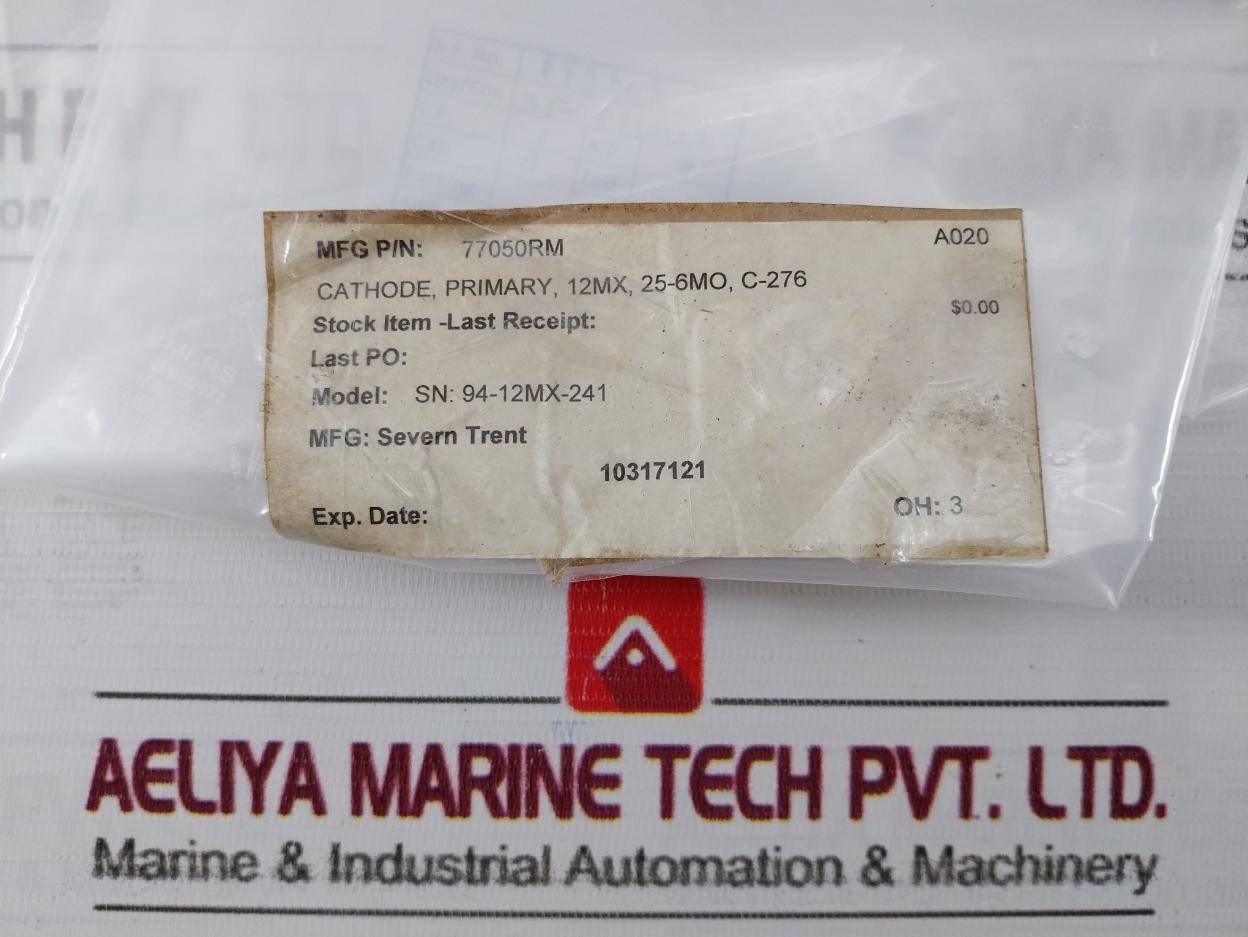 MFG P/N: 77050RM A020
CATHODE, PRIMARY, 12MX, 25-6MO, C-276
$0.00
Stock Item -Last Receipt:
Last PO:
Model: SN: 94-12MX-241
MFG: Severn Trent
10317121
Exp. Date: OH: 3
AELIYA MARINE TECH PVT. LTD.
Marine & Industrial Automation & Machinery